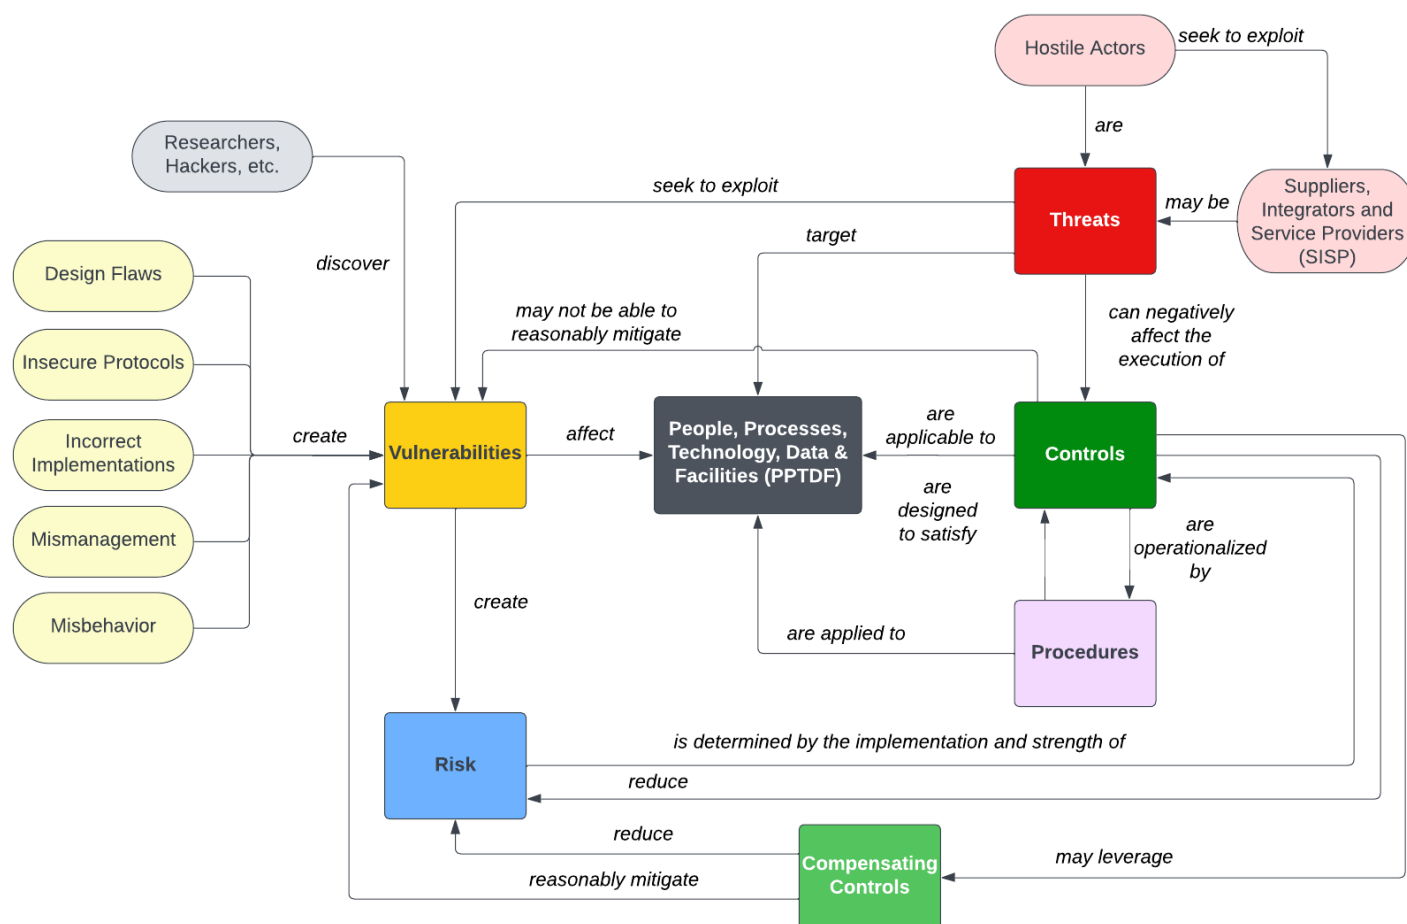 Hostile Actors
seek to exploit
are
Researchers,
Hackers, etc.
seek to exploit
Threats
may be
Suppliers,
Integrators and
Service Providers
(SISP)
target
discover
Design Flaws
may not be able to
reasonably mitigate
can negatively
affect the
execution of
Insecure Protocols
Incorrect
Implementations
create
Vulnerabilities
affect
People, Processes,
Technology, Data &
Facilities (PPTDF)
are
applicable to
Controls
are
designed
to satisfy
are
operationalized
by
Mismanagement
Misbehavior
create
are applied to
Procedures
Risk
is determined by the implementation and strength of
reduce
reduce
Compensating
Controls
may leverage
reasonably mitigate